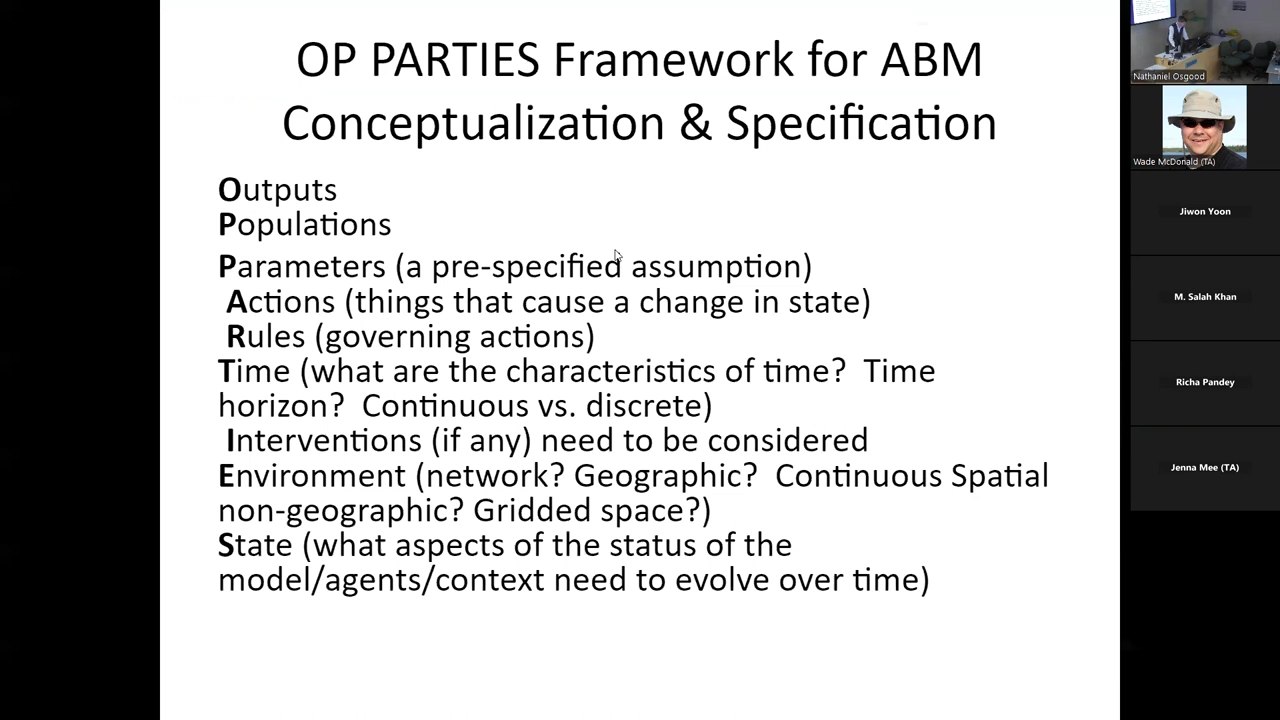 OP PARTIES Framework for ABM
Conceptualization & Specification
Outputs
Populations
Parameters (a pre-specified assumption)
Actions (things that cause a change in state)
Rules (governing actions)
Time (what are the characteristics of time?  Time
horizon?  Continuous vs. discrete)
Interventions (if any) need to be considered
Environment (network? Geographic?  Continuous Spatial
non-geographic? Gridded space?)
State (what aspects of the status of the
model/agents/context need to evolve over time)
Nathaniel Osgood
Wade McDonald (TA)
Jiwon Yoon
M. Salah Khan
Richa Pandey
Jenna Mee (TA)